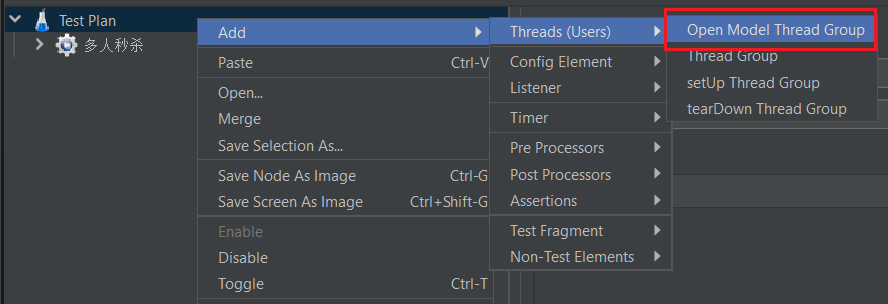 Test Plan
多人秒杀
Add
Paste Ctrl-V
Open...
Merge
Save Selection As...
Save Node As Image Ctrl-G
Save Screen As Image Ctrl+Shift-G
Enable
Disable
Toggle Ctrl-T
Threads (Users)
Config Element
Listener
Timer
Pre Processors
Post Processors
Assertions
Test Fragment
Non-Test Elements
Open Model Thread Group
Thread Group
setUp Thread Group
tearDown Thread Group